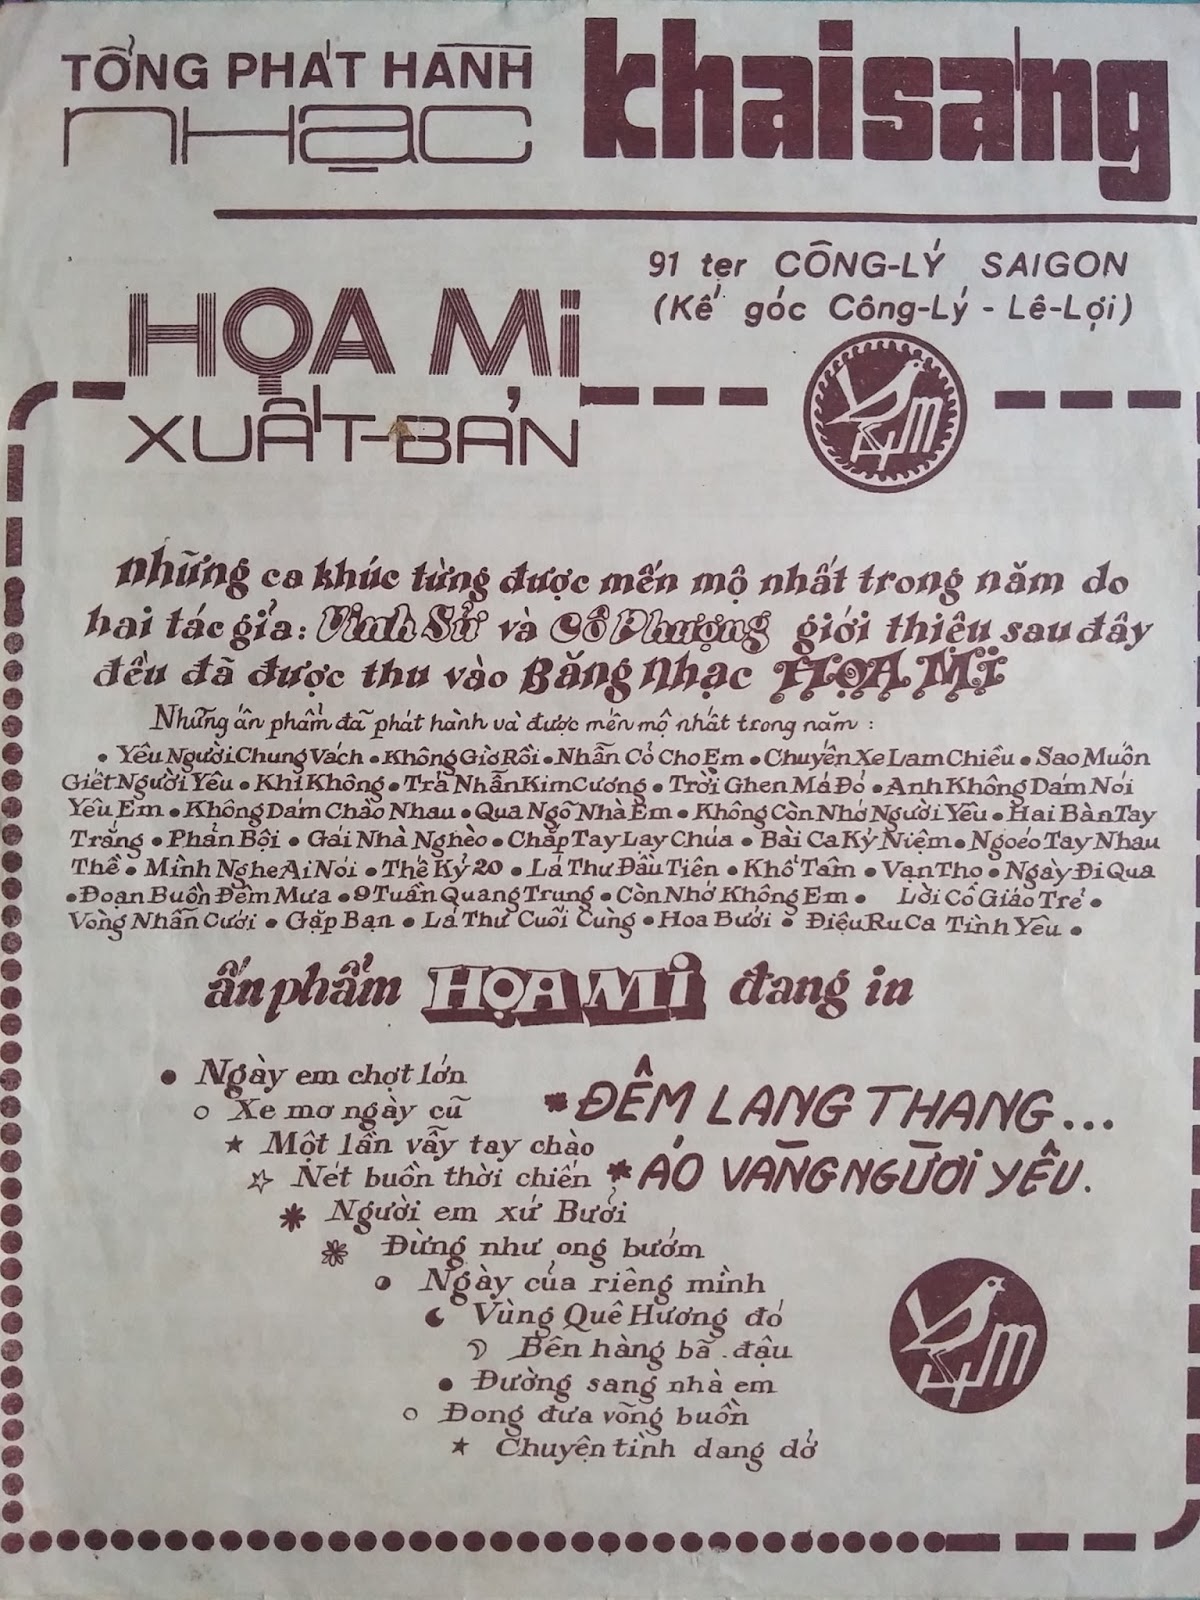 TỔNG PHÁT HÀNH
NHẠC
khaisáng
91 ter CÔNG-LÝ SAIGON
(Kế góc Công-Lý - Lê-Lợi)
HỌA Mi
XUẤT-BẢN
những ca khúc từng được mến mộ nhất trong năm do
hai tác giả: Vinh Sử và Cô Phượng giới thiệu sau đây
đều đã được thu vào Băng nhạc HỌA Mi
Những ấn phẩm đã phát hành và được mến mộ nhất trong năm :
• Yêu Người Chung Vách • Không Giờ Rồi • Nhẫn Cỏ Cho Em • Chuyến Xe Lam Chiều • Sao Muốn
Giết Người Yêu • Khi Không • Trả Nhẫn Kim Cương • Trời Ghen Má Đỏ • Anh Không Dám Nói
Yêu Em • Không Dám Chào Nhau • Qua Ngõ Nhà Em • Không Còn Nhớ Người Yêu • Hai Bàn Tay
Trắng • Phản Bội • Gái Nhà Nghèo • Chắp Tay Lạy Chúa • Bài Ca Kỷ Niệm • Ngoéo Tay Nhau
Thề • Mình Nghe Ai Nói • Thế Kỷ 20 • Lá Thư Đầu Tiên • Khổ Tâm • Vạn Thọ • Ngày Đi Qua
• Đoạn Buồn Đêm Mưa • 9 Tuần Quang Trung • Còn Nhớ Không Em • Lời Cô Giáo Trẻ •
Vòng Nhẫn Cưới • Gặp Bạn • Lá Thư Cuối Cùng • Hoa Bưởi • Điệu Ru Ca Tình Yêu •
ấn phẩm HỌA Mi đang in
• Ngày em chợt lớn
○ Xe mơ ngày cũ
★ Một lần vẫy tay chào
☆ Nét buồn thời chiến
* Người em xứ Bưởi
Đừng như ong bướm
Ngày của riêng mình
Vùng Quê Hương đó
Bên hàng bã đậu
• Đường sang nhà em
○ Đong đưa võng buồn
★ Chuyện tình dang dở
* ĐÊM LANG THANG...
* ÁO VÀNG NGƯỜI YÊU.